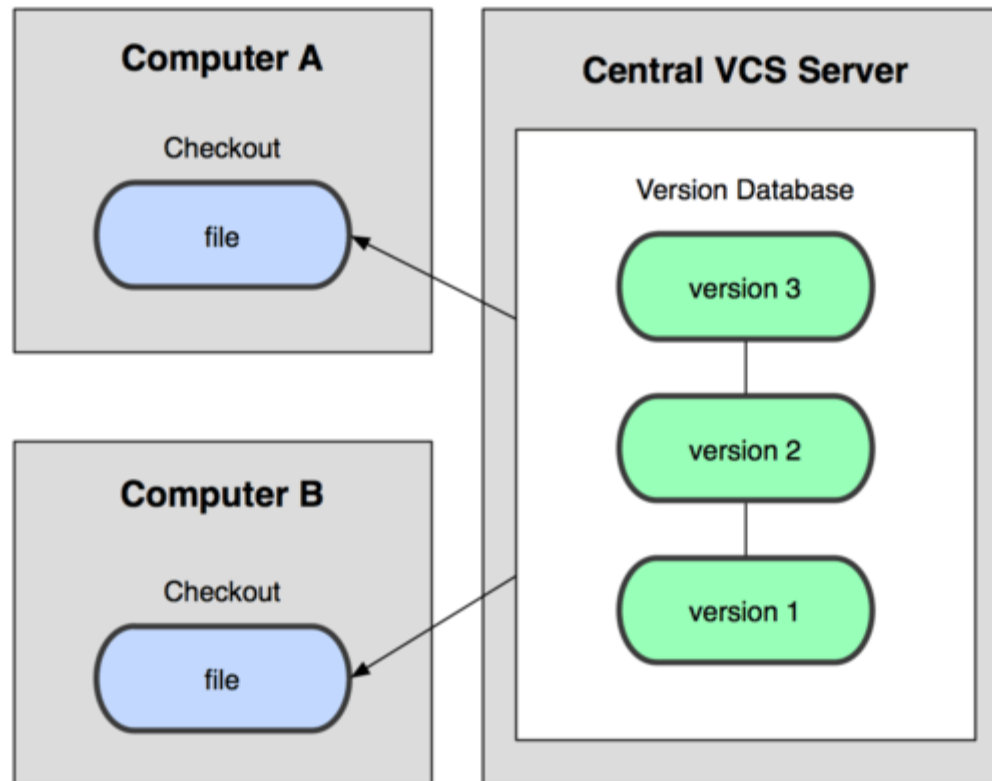 Computer A
Checkout
file
Computer B
Checkout
file
Central VCS Server
Version Database
version 3
version 2
version 1